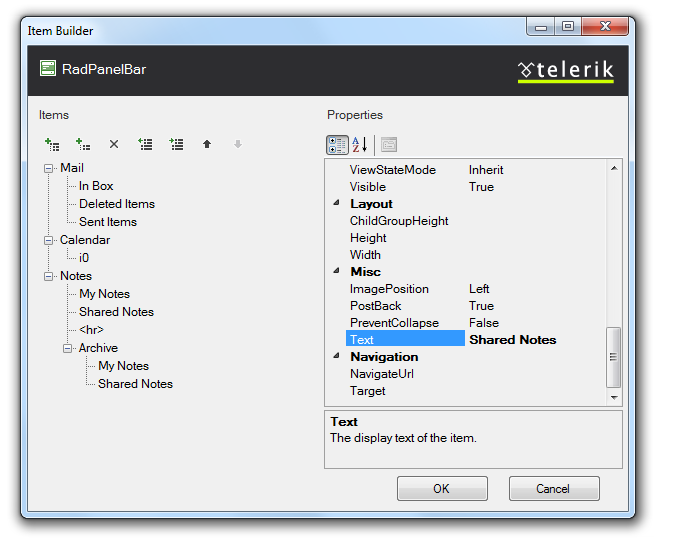 Item Builder
RadPanelBar
telerik
Items
Properties
A
Z
Mail
In Box
Deleted Items
Sent Items
Calendar
i0
Notes
My Notes
Shared Notes
<hr>
Archive
My Notes
Shared Notes
ViewStateMode Inherit
Visible True
Layout
ChildGroupHeight
Height
Width
Misc
ImagePosition Left
PostBack True
PreventCollapse False
Text Shared Notes
Navigation
NavigateUrl
Target
Text
The display text of the item.
OK
Cancel